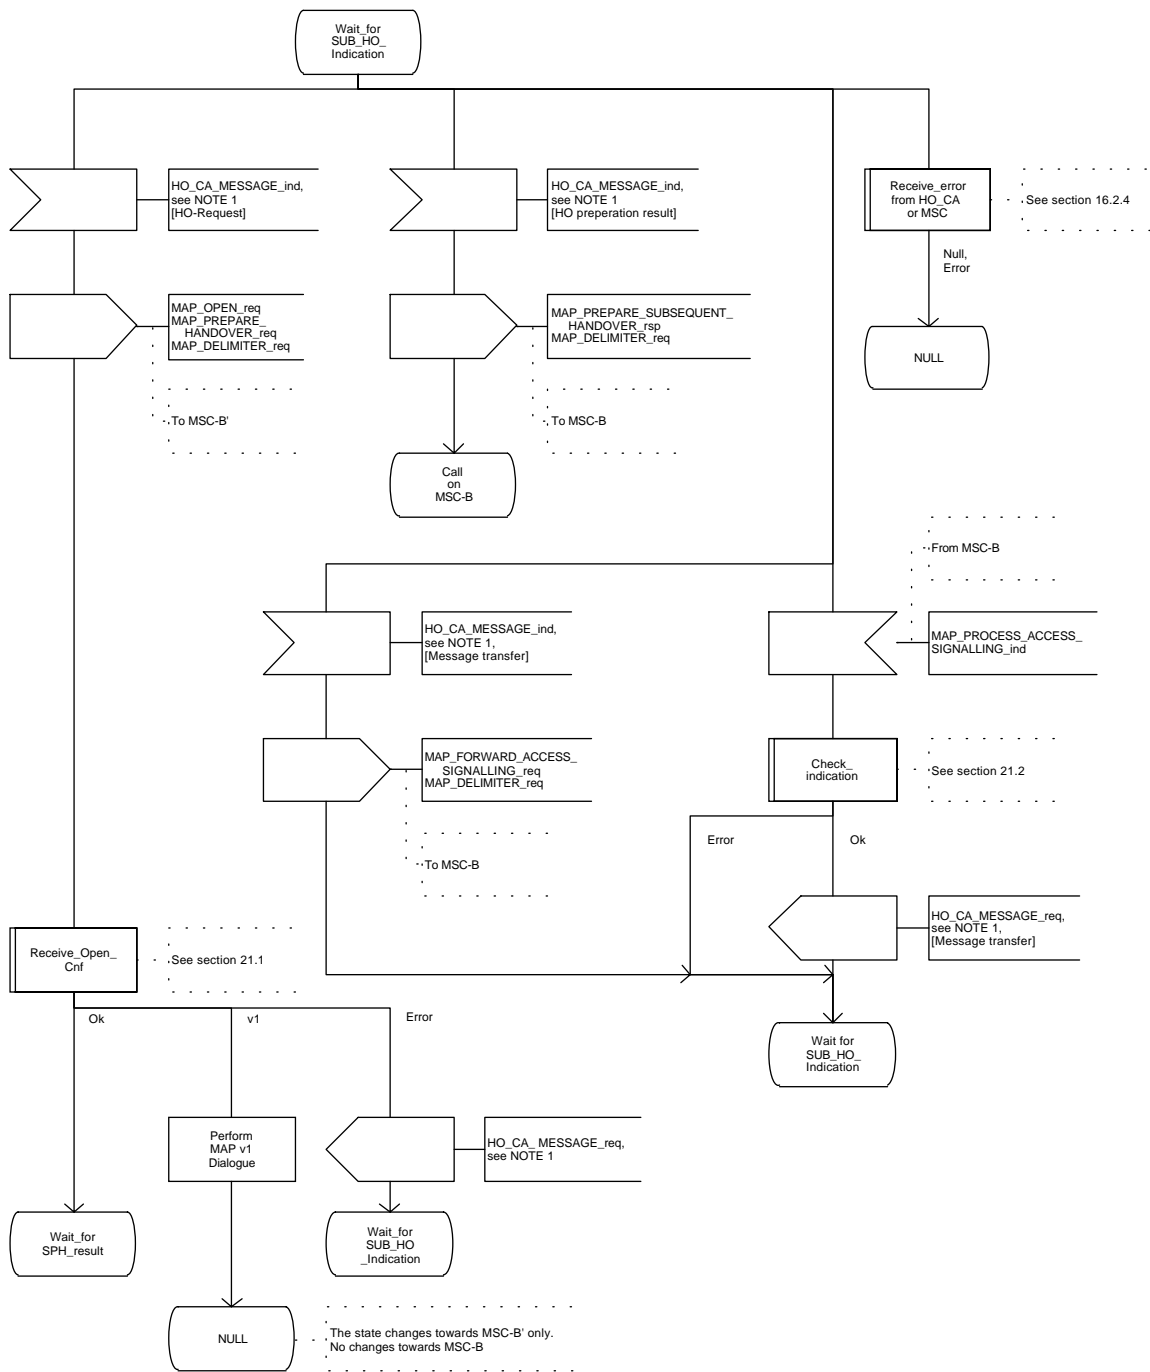 Wait_for
SUB_HO_
Indication
HO_CA_MESSAGE_ind,
see NOTE 1
[HO-Request]
HO_CA_MESSAGE_ind,
see NOTE 1
[HO preperation result]
Receive_error
from HO_CA
or MSC
See section 16.2.4
Null,
Error
MAP_OPEN_req
MAP_PREPARE_
HANDOVER_req
MAP_DELIMITER_req
MAP_PREPARE_SUBSEQUENT_
HANDOVER_rsp
MAP_DELIMITER_req
NULL
To MSC-B'
To MSC-B
Call
on
MSC-B
From MSC-B
HO_CA_MESSAGE_ind,
see NOTE 1,
[Message transfer]
MAP_PROCESS_ACCESS_
SIGNALLING_ind
MAP_FORWARD_ACCESS_
SIGNALLING_req
MAP_DELIMITER_req
Check_
indication
See section 21.2
To MSC-B
Error
Ok
HO_CA_MESSAGE_req,
see NOTE 1,
[Message transfer]
Receive_Open_
Cnf
See section 21.1
Ok
v1
Error
Wait for
SUB_HO_
Indication
Perform
MAP v1
Dialogue
HO_CA_ MESSAGE_req,
see NOTE 1
Wait_for
SPH_result
Wait_for
SUB_HO
_Indication
NULL
The state changes towards MSC-B' only.
No changes towards MSC-B